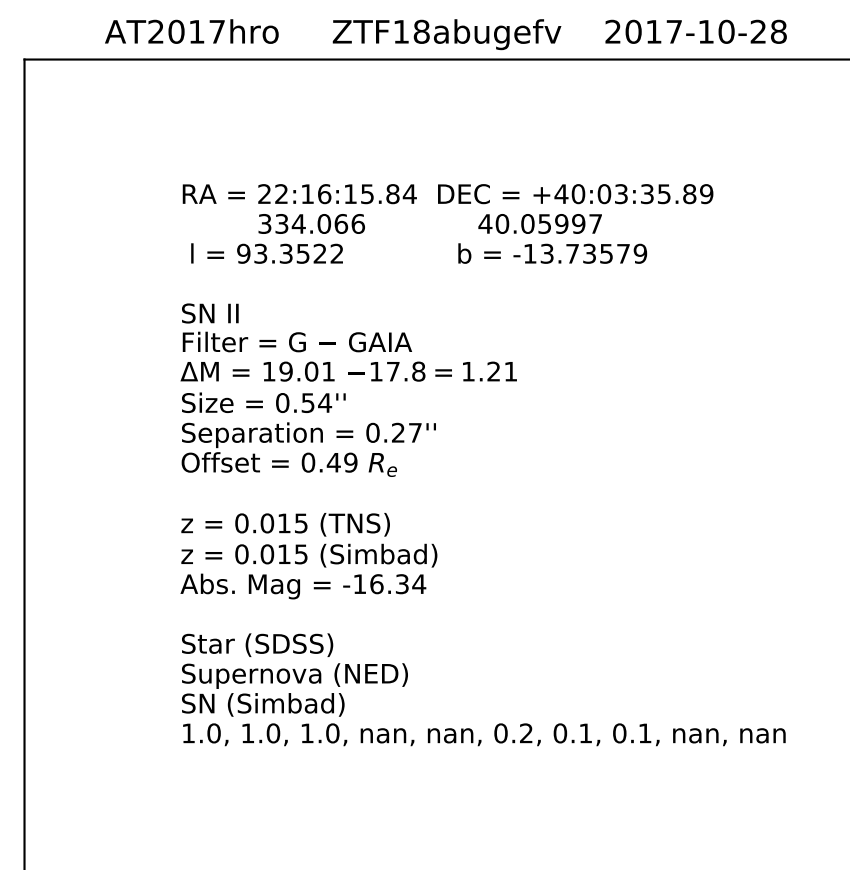 AT2017hro ZTF18abugefv 2017-10-28
RA = 22:16:15.84 DEC = +40:03:35.89
334.066 40.05997
l = 93.3522 b = -13.73579
SN II
Filter = G − GAIA
ΔM = 19.01 −17.8 = 1.21
Size = 0.54''
Separation = 0.27''
Offset = 0.49 Rₑ
z = 0.015 (TNS)
z = 0.015 (Simbad)
Abs. Mag = -16.34
Star (SDSS)
Supernova (NED)
SN (Simbad)
1.0, 1.0, 1.0, nan, nan, 0.2, 0.1, 0.1, nan, nan